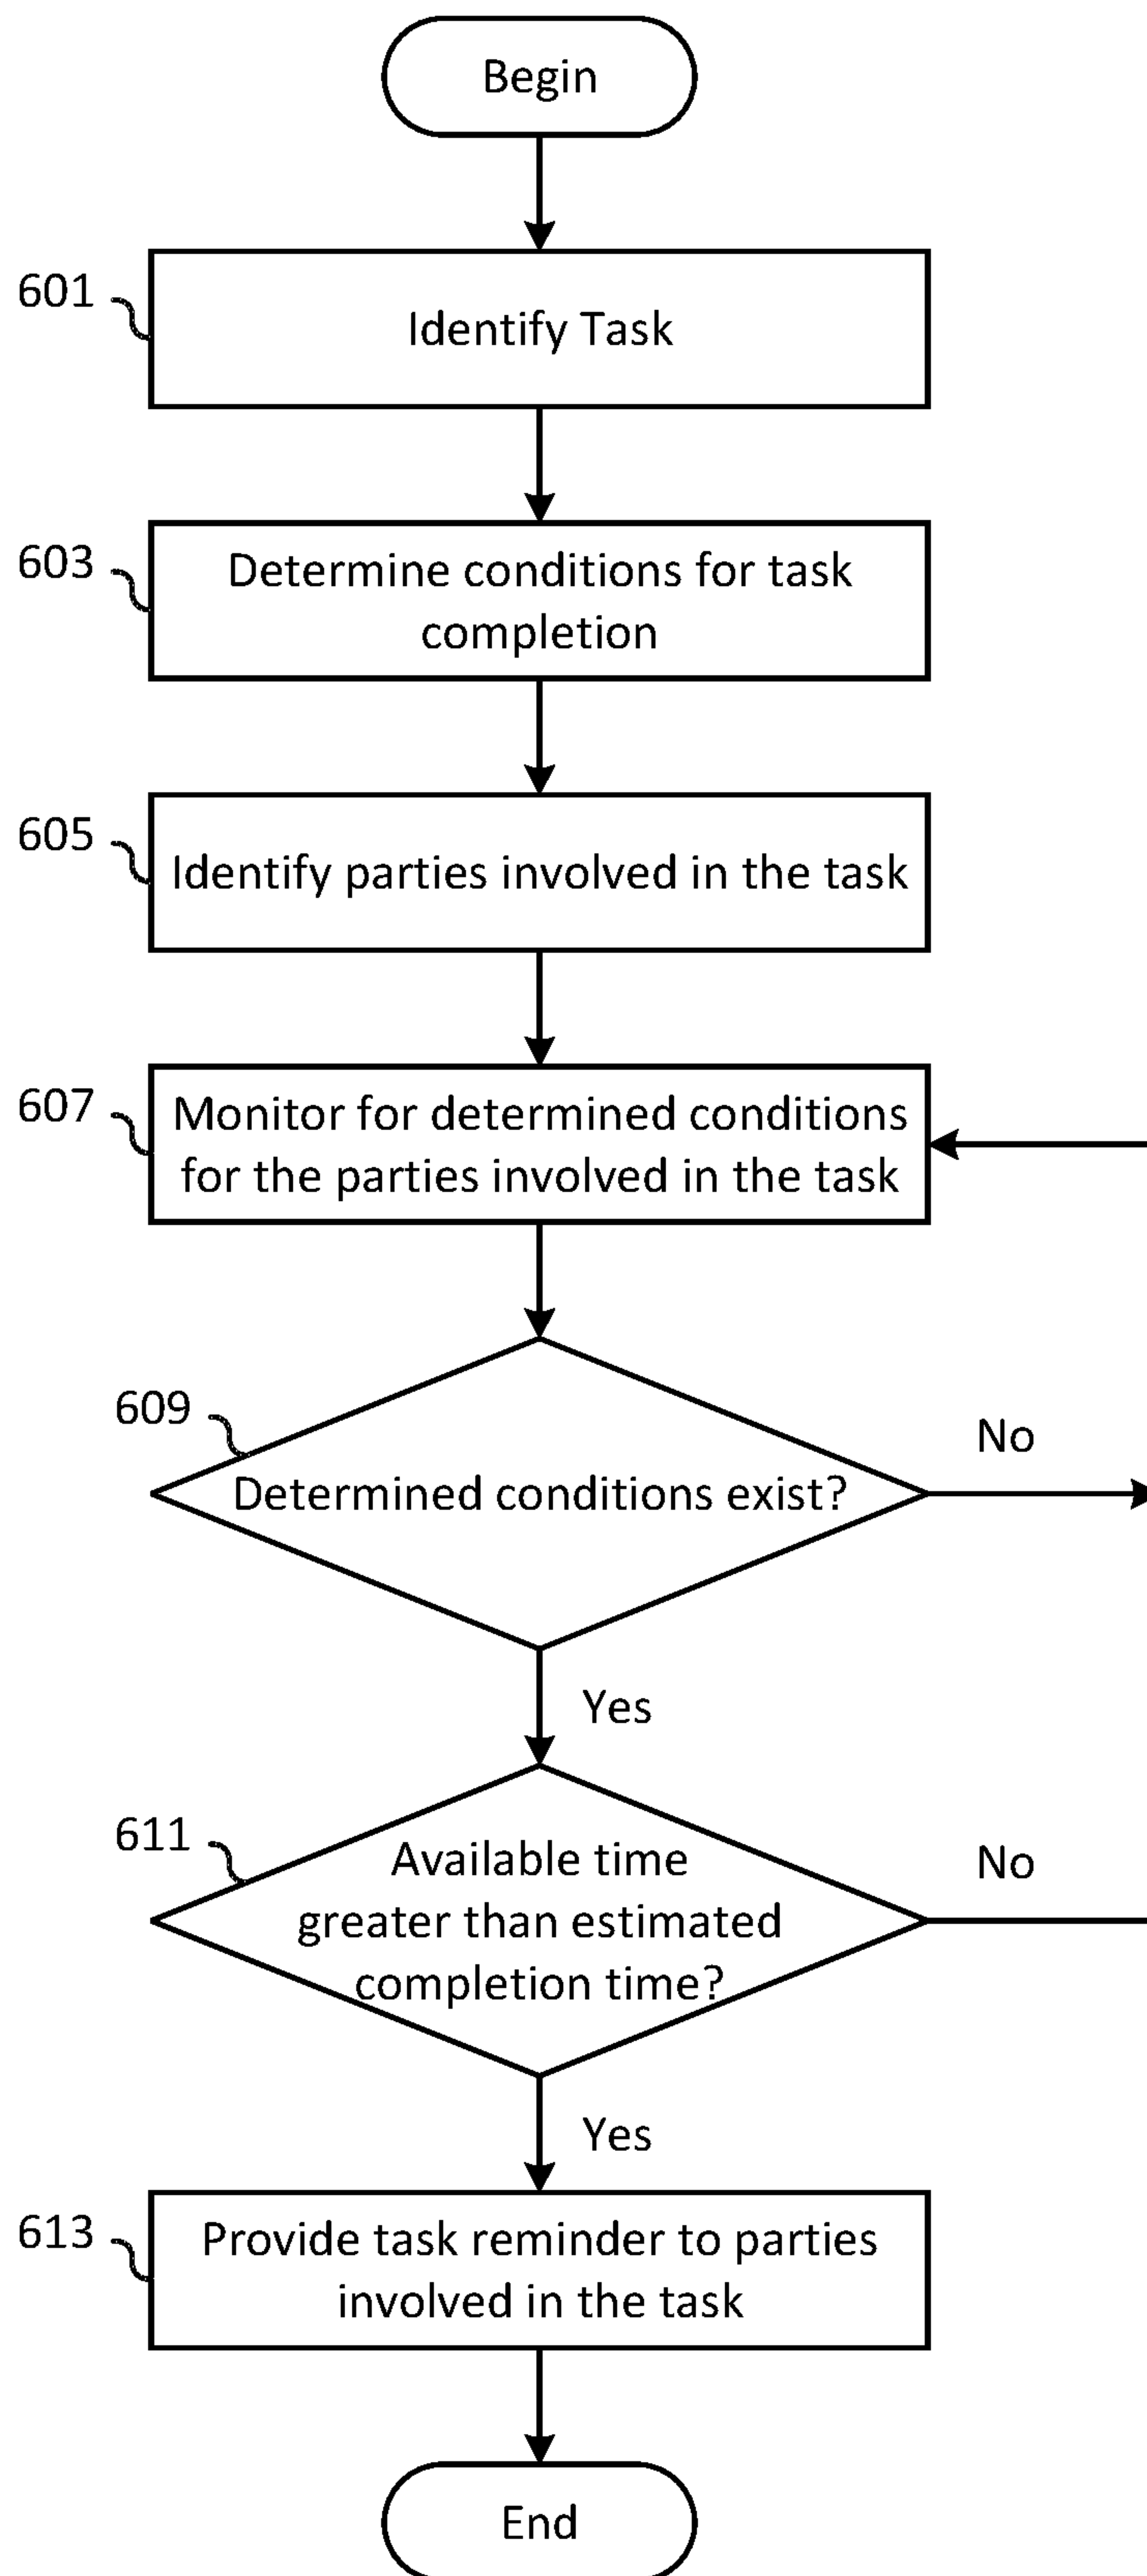 Begin
601
Identify Task
603
Determine conditions for task
completion
605
Identify parties involved in the task
607
Monitor for determined conditions
for the parties involved in the task
609
Determined conditions exist?
No
Yes
611
Available time
greater than estimated
completion time?
No
Yes
613
Provide task reminder to parties
involved in the task
End